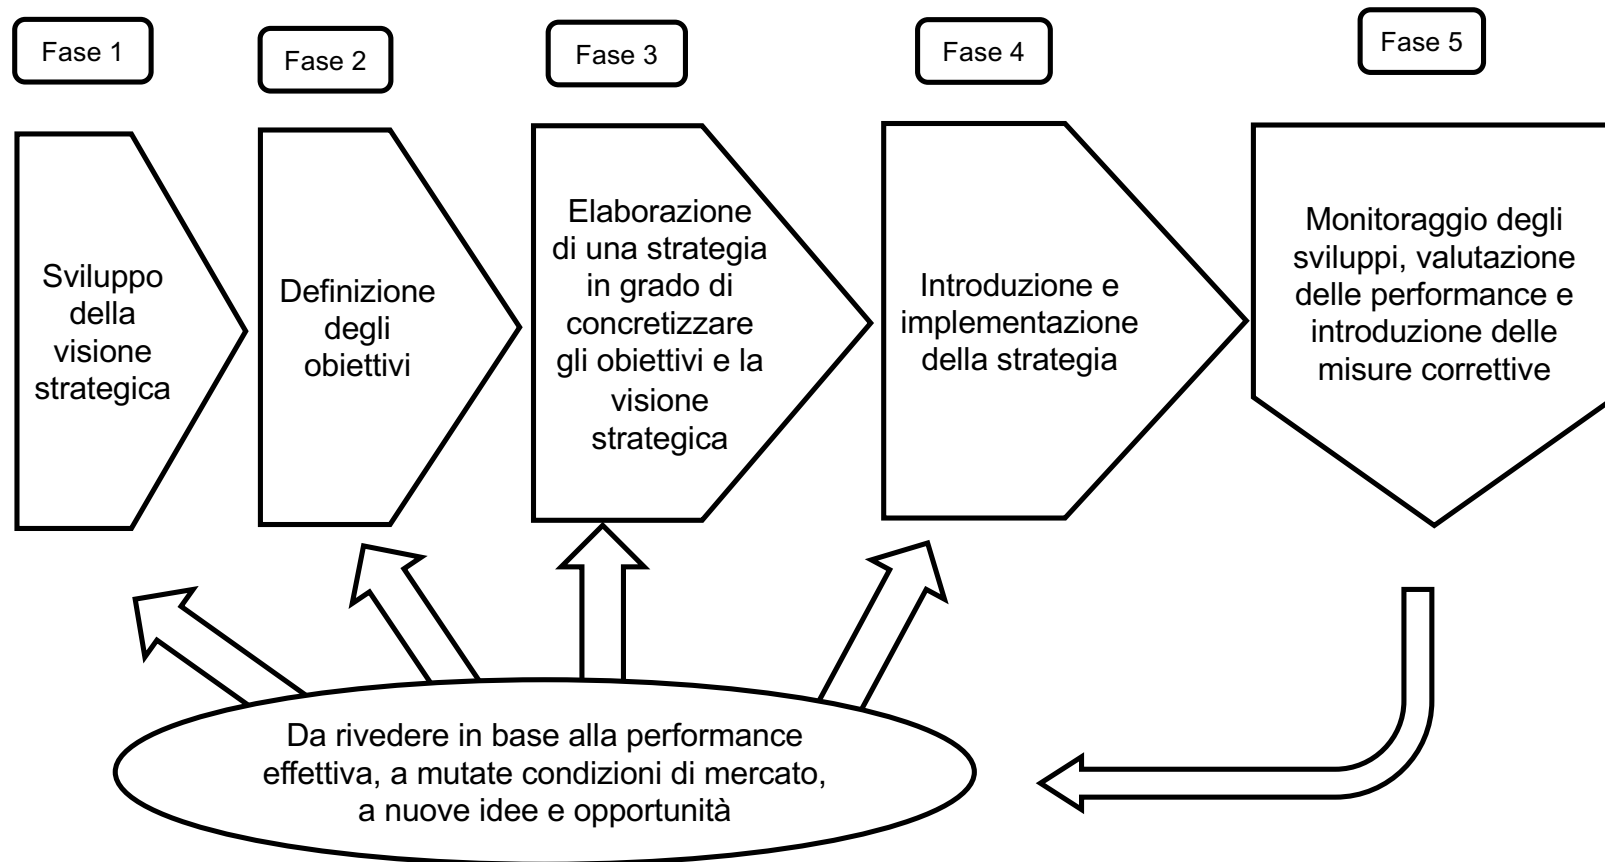 Fase 1
Fase 2
Fase 3
Fase 4
Fase 5
Sviluppo
della
visione
strategica
Definizione
degli
obiettivi
Elaborazione
di una strategia
in grado di
concretizzare
gli obiettivi e la
visione
strategica
Introduzione e
implementazione
della strategia
Monitoraggio degli
sviluppi, valutazione
delle performance e
introduzione delle
misure correttive
Da rivedere in base alla performance
effettiva, a mutate condizioni di mercato,
a nuove idee e opportunità